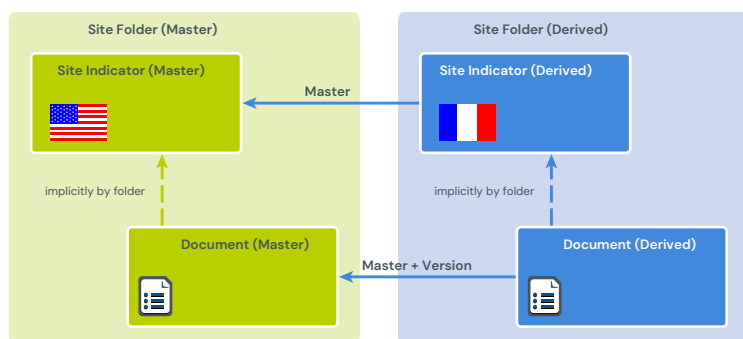 Site Folder (Master)
Site Folder (Derived)
Site Indicator (Master)
Site Indicator (Derived)
Master
implicitly by folder
implicitly by folder
Document (Master)
Document (Derived)
Master + Version